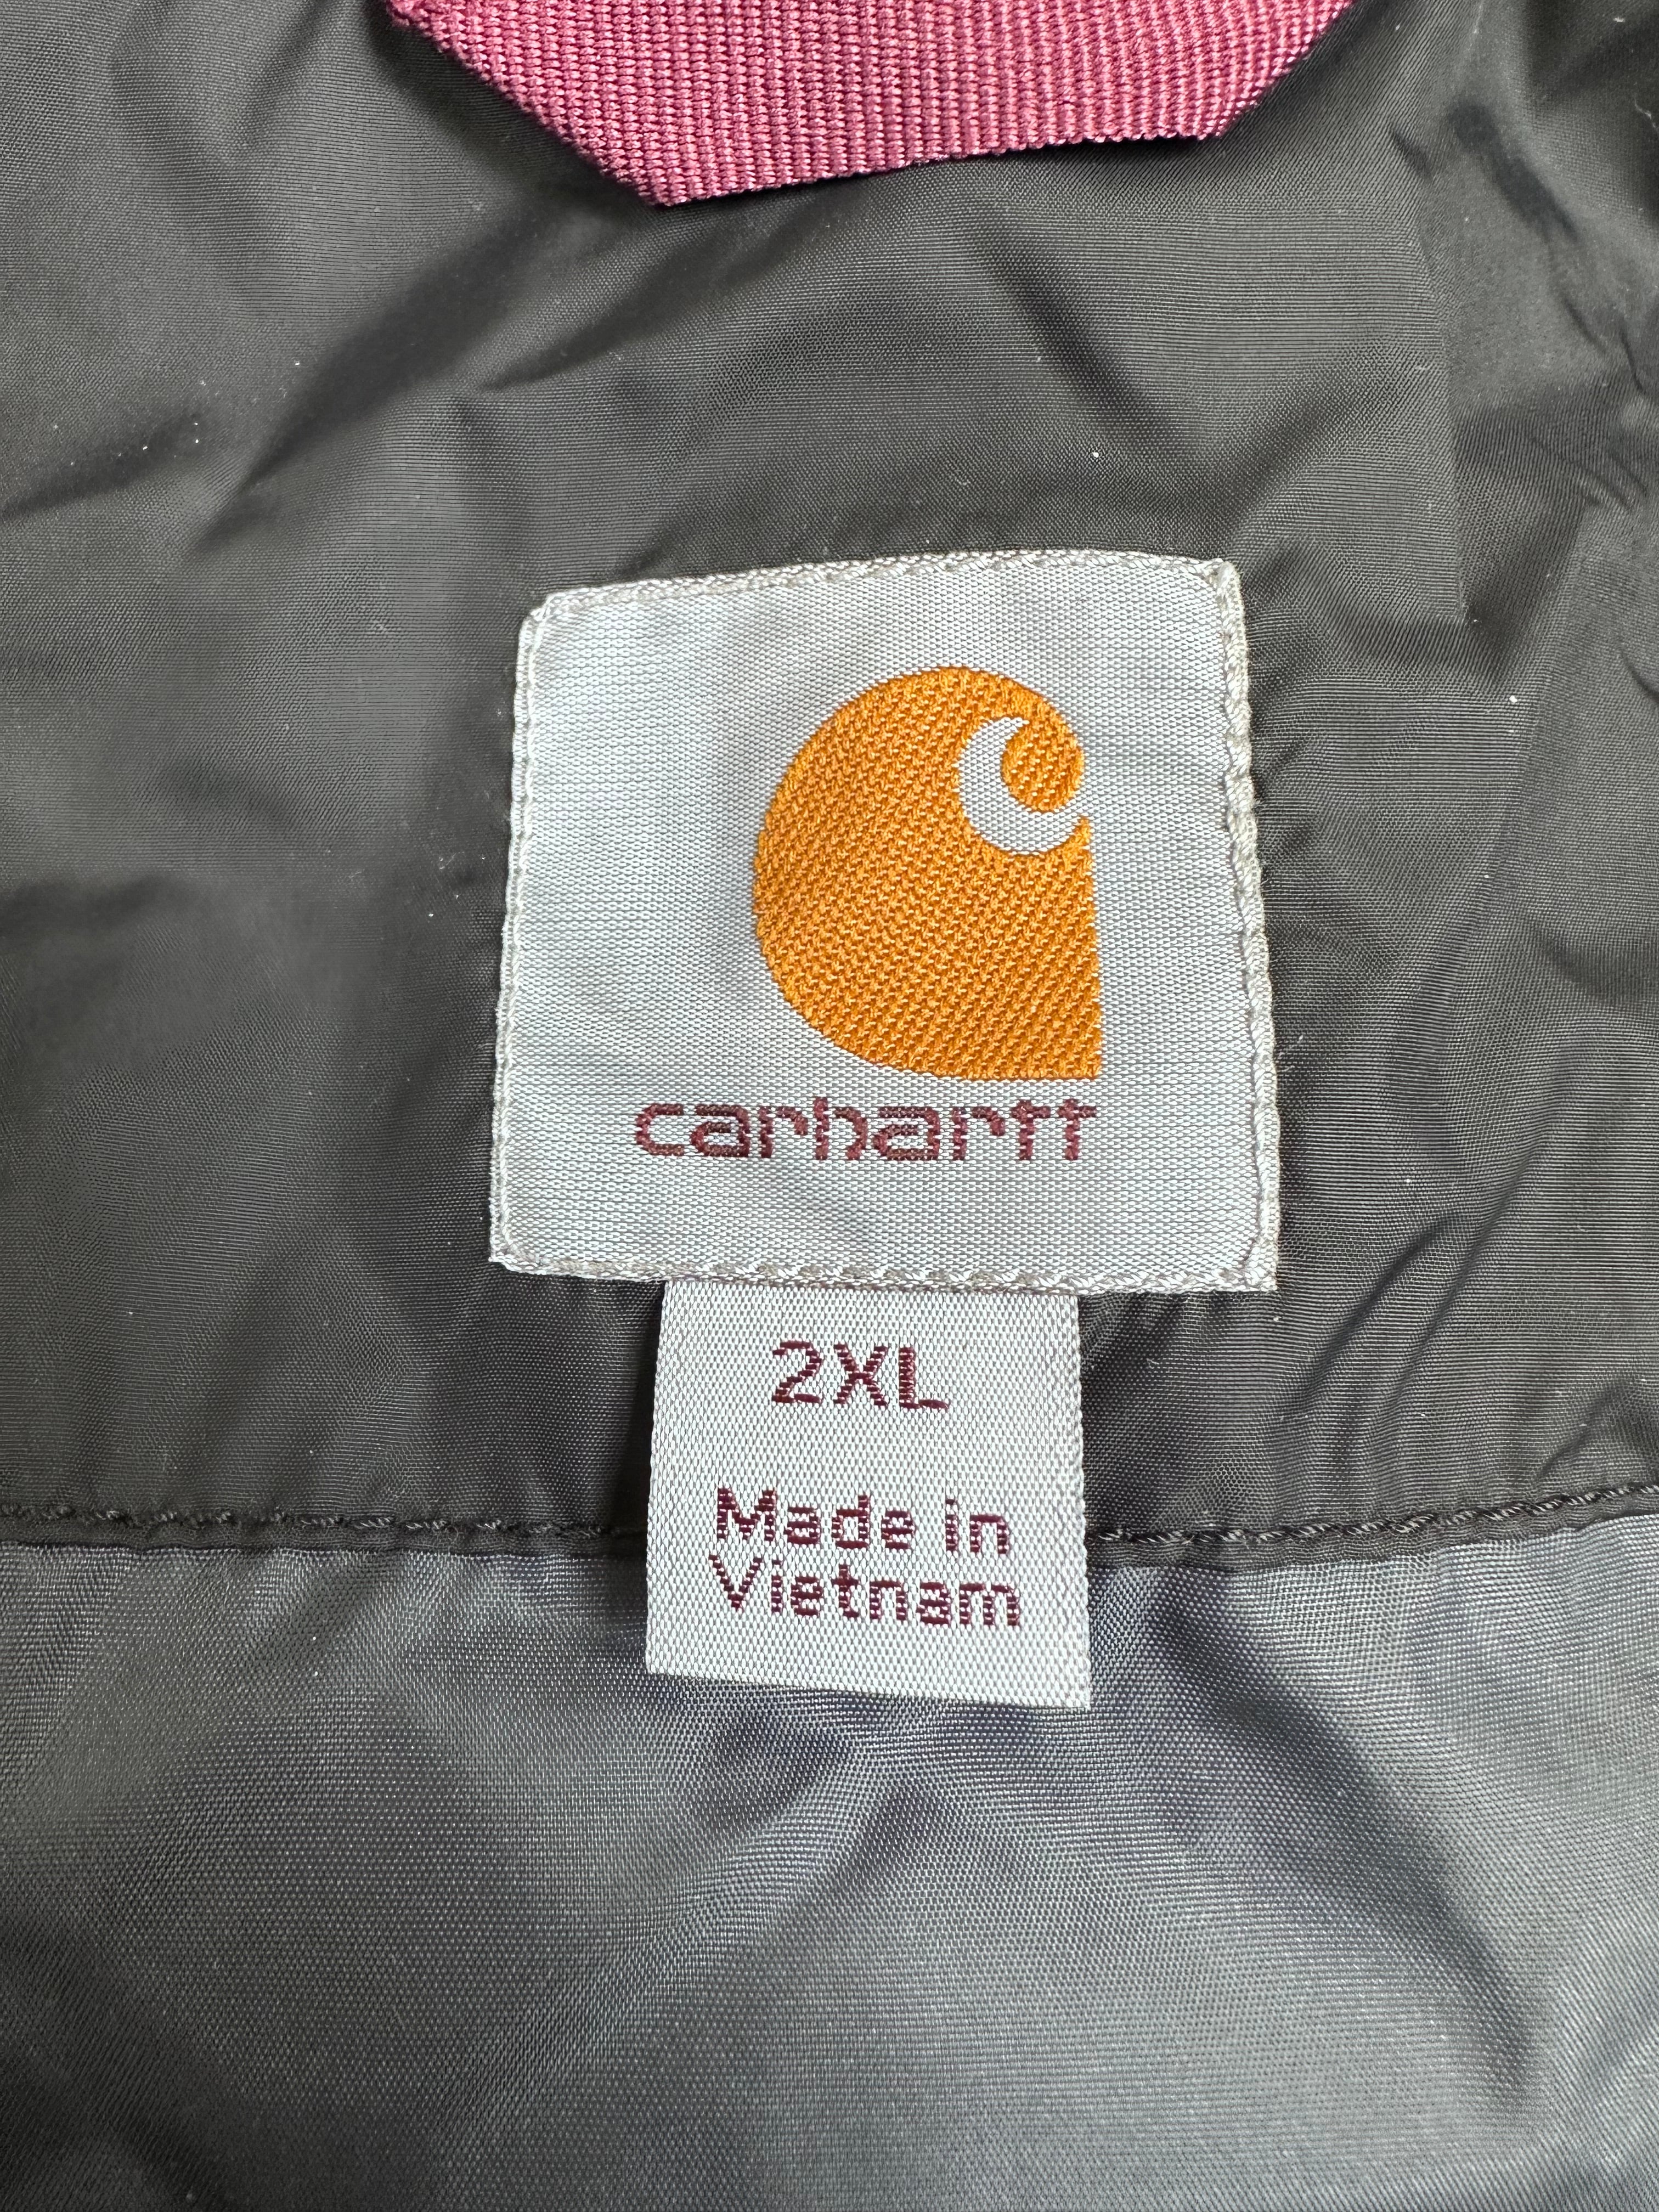 carhartt
2XL
Made in
Vietnam